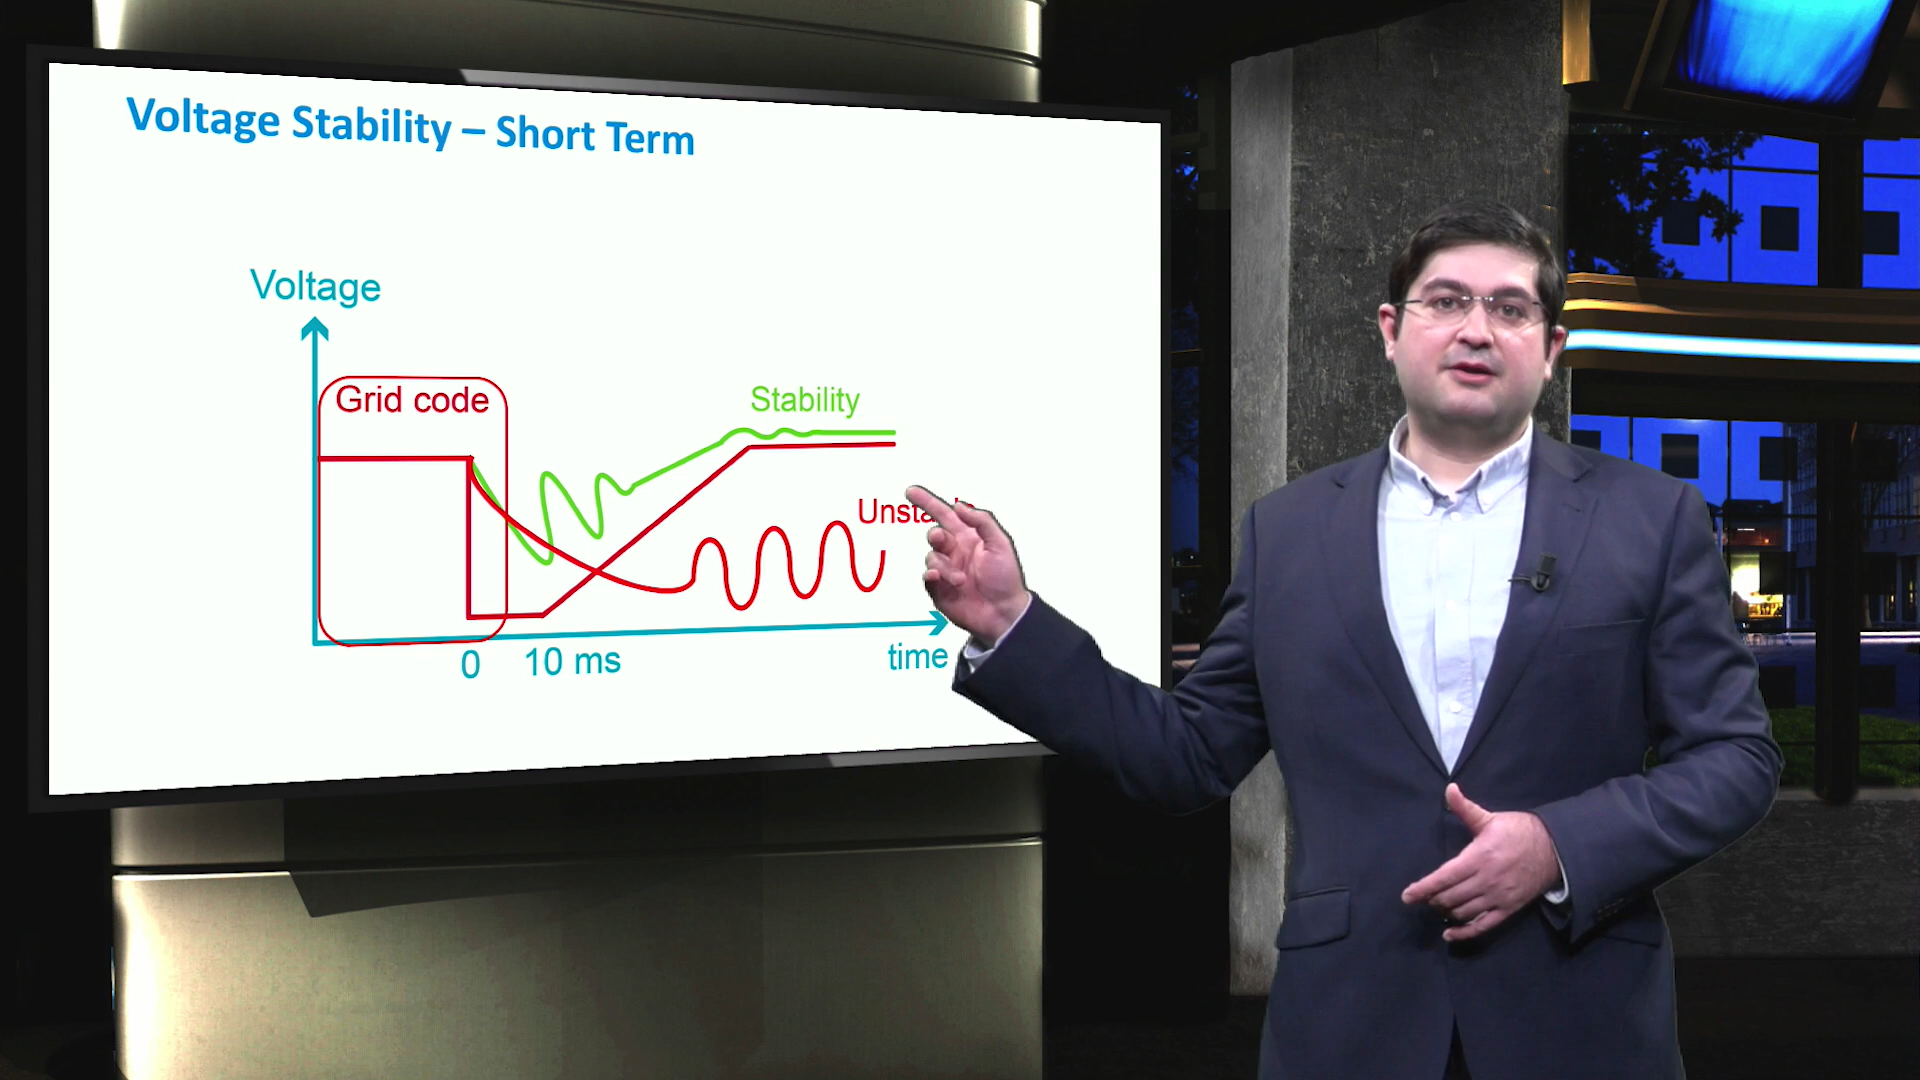 Voltage Stability – Short Term
Voltage
Grid code
Stability
0
10 ms
time